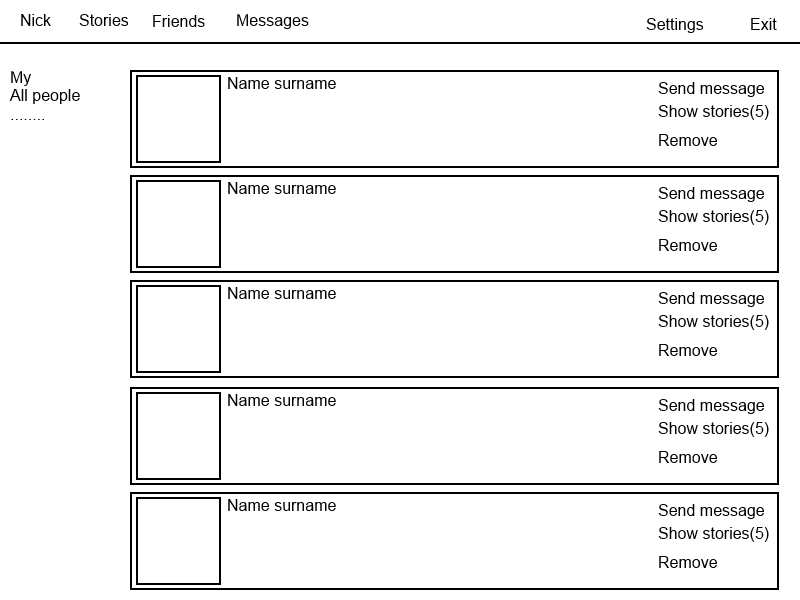 Nick Stories Friends Messages Settings Exit
My
All people
........
Name surname
Send message
Show stories(5)
Remove
Name surname
Send message
Show stories(5)
Remove
Name surname
Send message
Show stories(5)
Remove
Name surname
Send message
Show stories(5)
Remove
Name surname
Send message
Show stories(5)
Remove